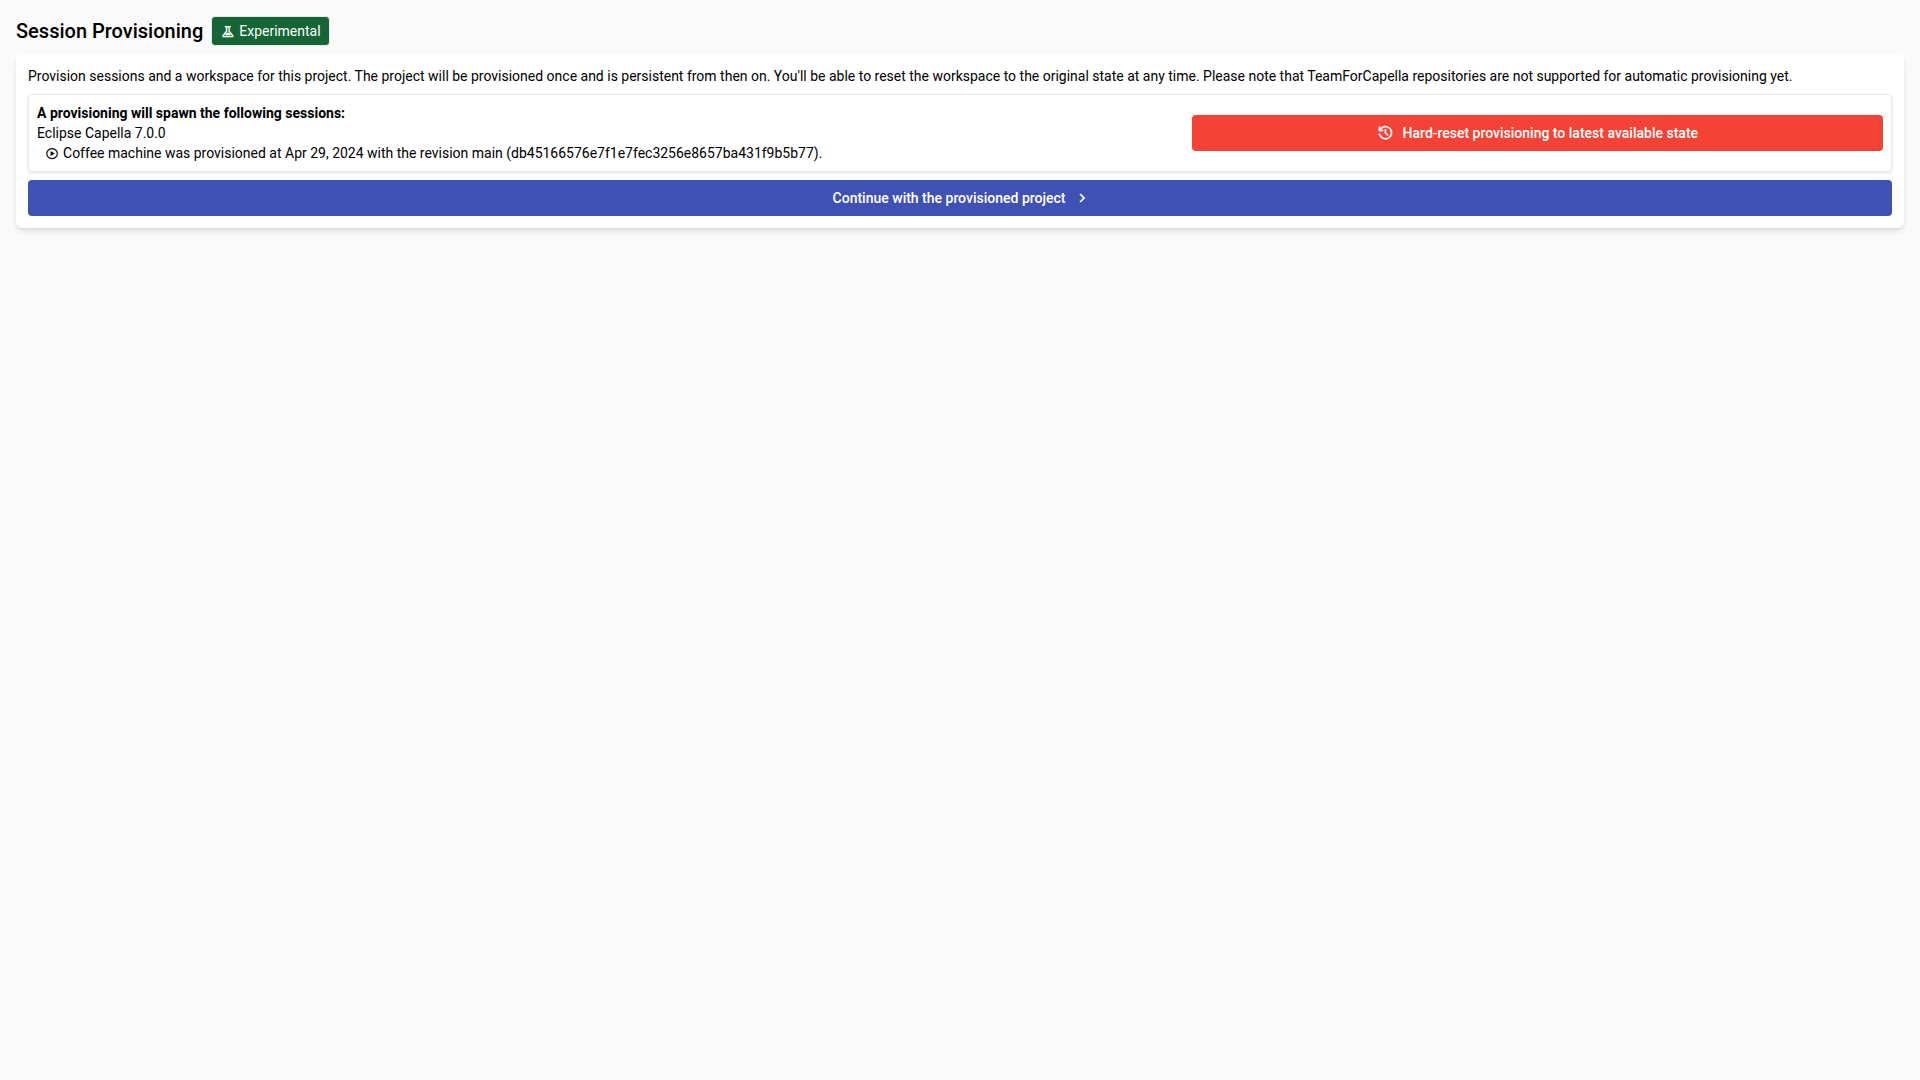 Session Provisioning
Experimental
Provision sessions and a workspace for this project. The project will be provisioned once and is persistent from then on. You'll be able to reset the workspace to the original state at any time. Please note that TeamForCapella repositories are not supported for automatic provisioning yet.
A provisioning will spawn the following sessions:
Eclipse Capella 7.0.0
Coffee machine was provisioned at Apr 29, 2024 with the revision main (db45166576e7f1e7fec3256e8657ba431f9b5b77).
Hard-reset provisioning to latest available state
Continue with the provisioned project